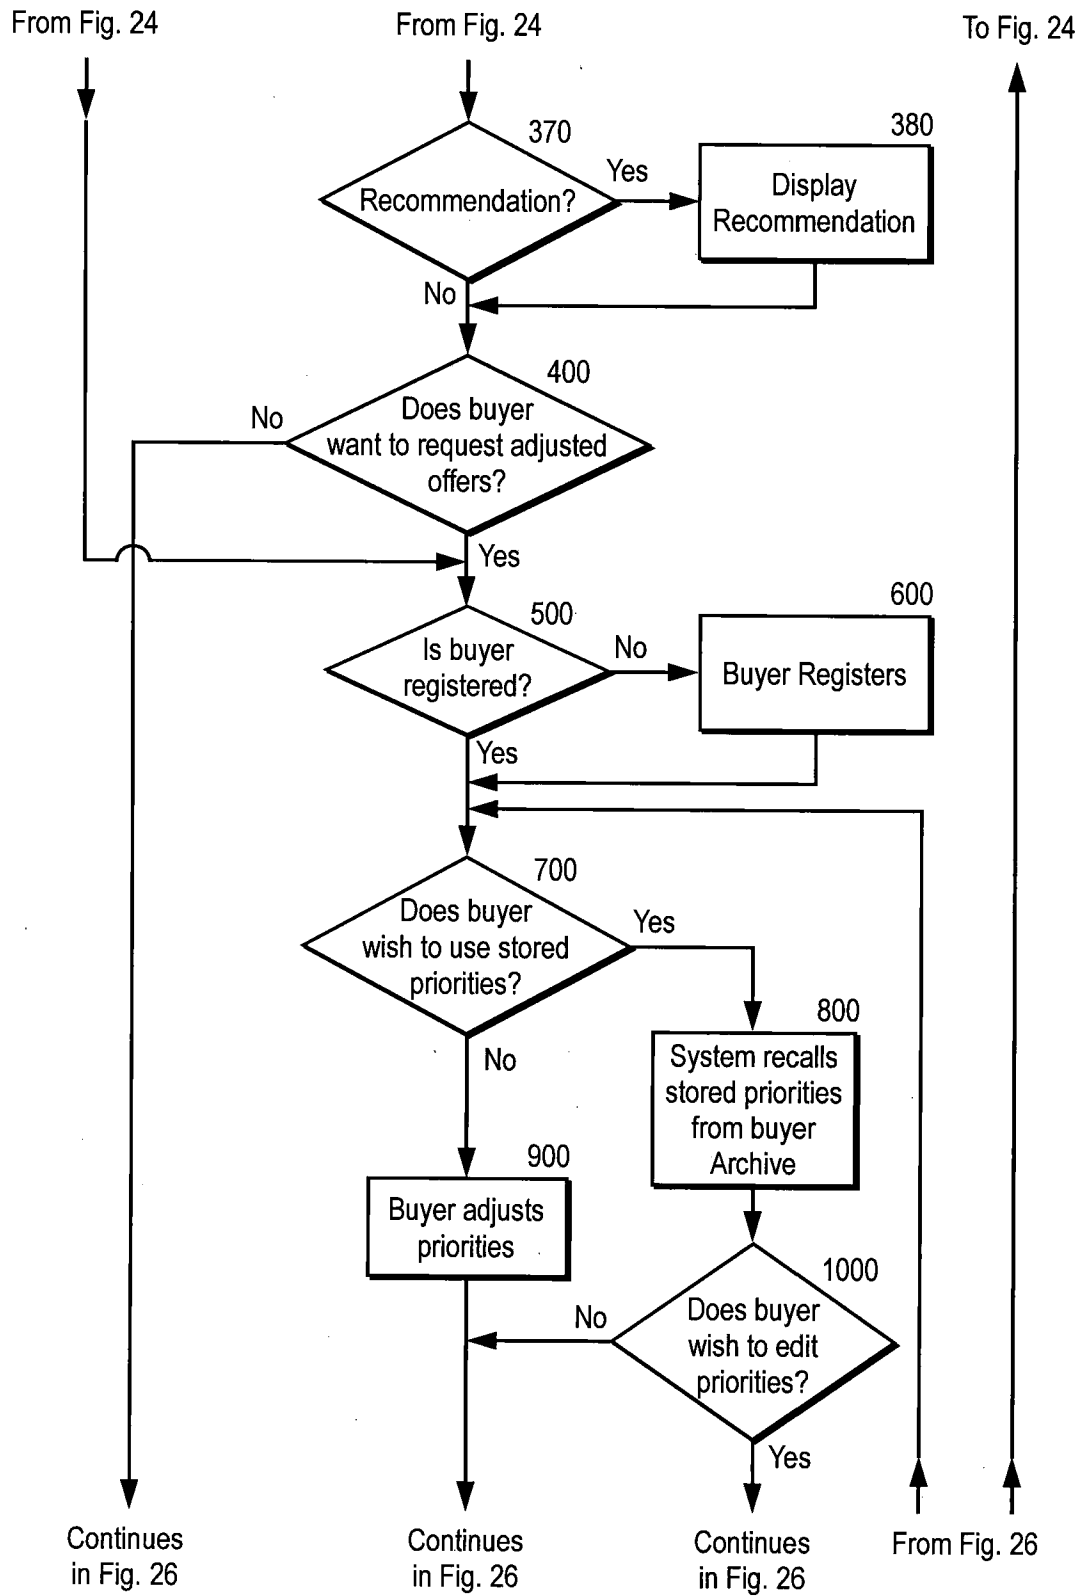 From Fig. 24
From Fig. 24
To Fig. 24
370
Recommendation?
Yes
No
380
Display
Recommendation
400
Does buyer
want to request adjusted
offers?
No
Yes
500
Is buyer
registered?
No
Yes
600
Buyer Registers
700
Does buyer
wish to use stored
priorities?
Yes
No
800
System recalls
stored priorities
from buyer
Archive
900
Buyer adjusts
priorities
1000
Does buyer
wish to edit
priorities?
No
Yes
Continues
in Fig. 26
Continues
in Fig. 26
Continues
in Fig. 26
From Fig. 26